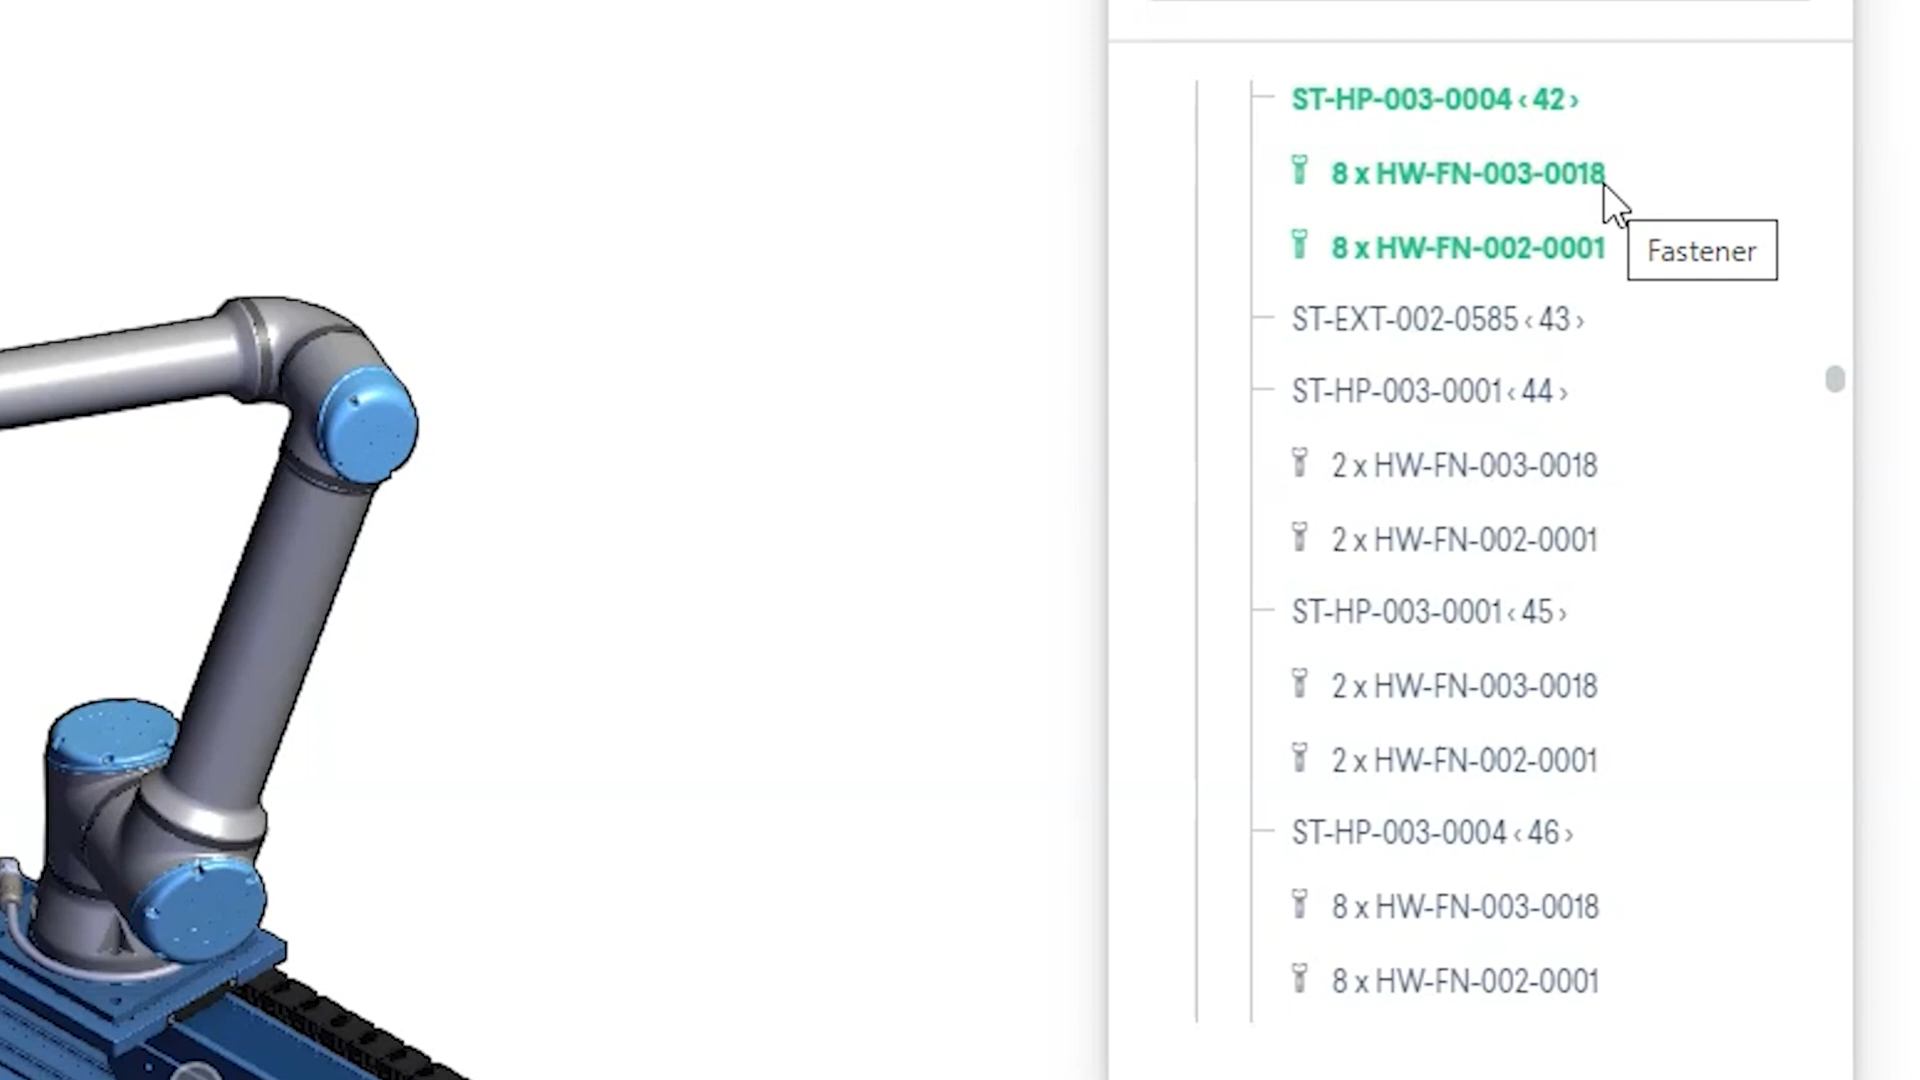 ST-HP-003-0004 ‹ 42 ›
8 x HW-FN-003-0018
8 x HW-FN-002-0001
Fastener
ST-EXT-002-0585 ‹ 43 ›
ST-HP-003-0001 ‹ 44 ›
2 x HW-FN-003-0018
2 x HW-FN-002-0001
ST-HP-003-0001 ‹ 45 ›
2 x HW-FN-003-0018
2 x HW-FN-002-0001
ST-HP-003-0004 ‹ 46 ›
8 x HW-FN-003-0018
8 x HW-FN-002-0001